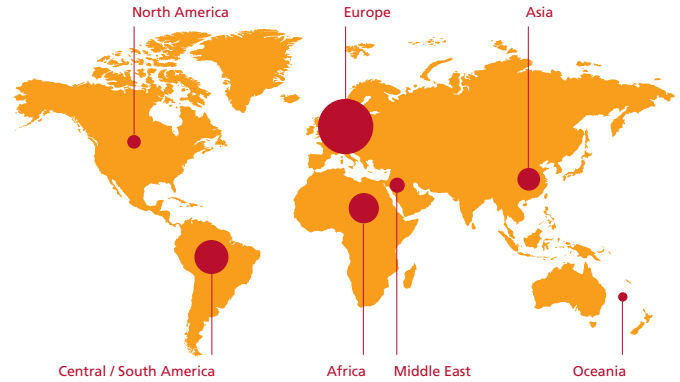 North America
Europe
Asia
Central / South America
Africa
Middle East
Oceania